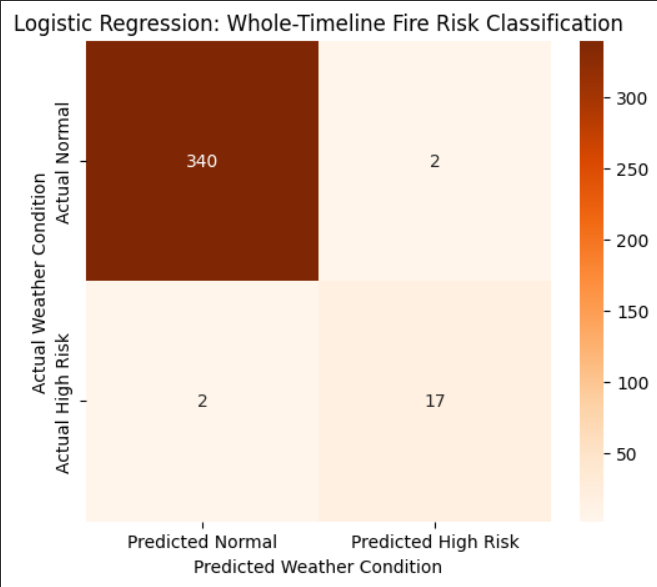 Logistic Regression: Whole-Timeline Fire Risk Classification
Actual Weather Condition
Actual Normal
Actual High Risk
340
2
2
17
Predicted Normal
Predicted High Risk
Predicted Weather Condition
300
250
200
150
100
50